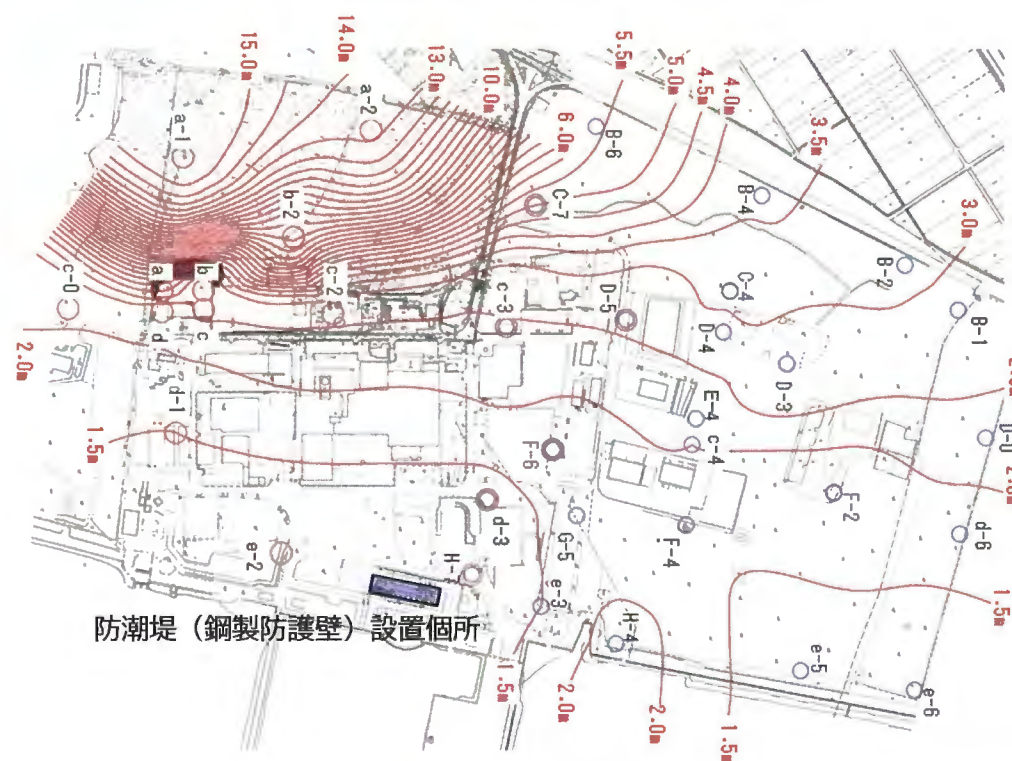 15.0m
14.0m
13.0m
10.0m
5.5m
5.0m
4.5m
4.0m
6.0m
3.5m
3.0m
a-1
a-2
B-6
C-7
B-4
B-2
b-2
a
b
c-0
c-2
c-3
D-5
C-4
D-4
B-1
d
c
D-3
2.0m
d-1
E-4
c-4
D-0
1.5m
F-6
F-2
d-3
d-6
e-2
G-5
F-4
e-3
H-4
1.5m
防潮堤（鋼製防護壁）設置個所
e-5
e-6
1.5m
2.0m
2.0m
1.5m